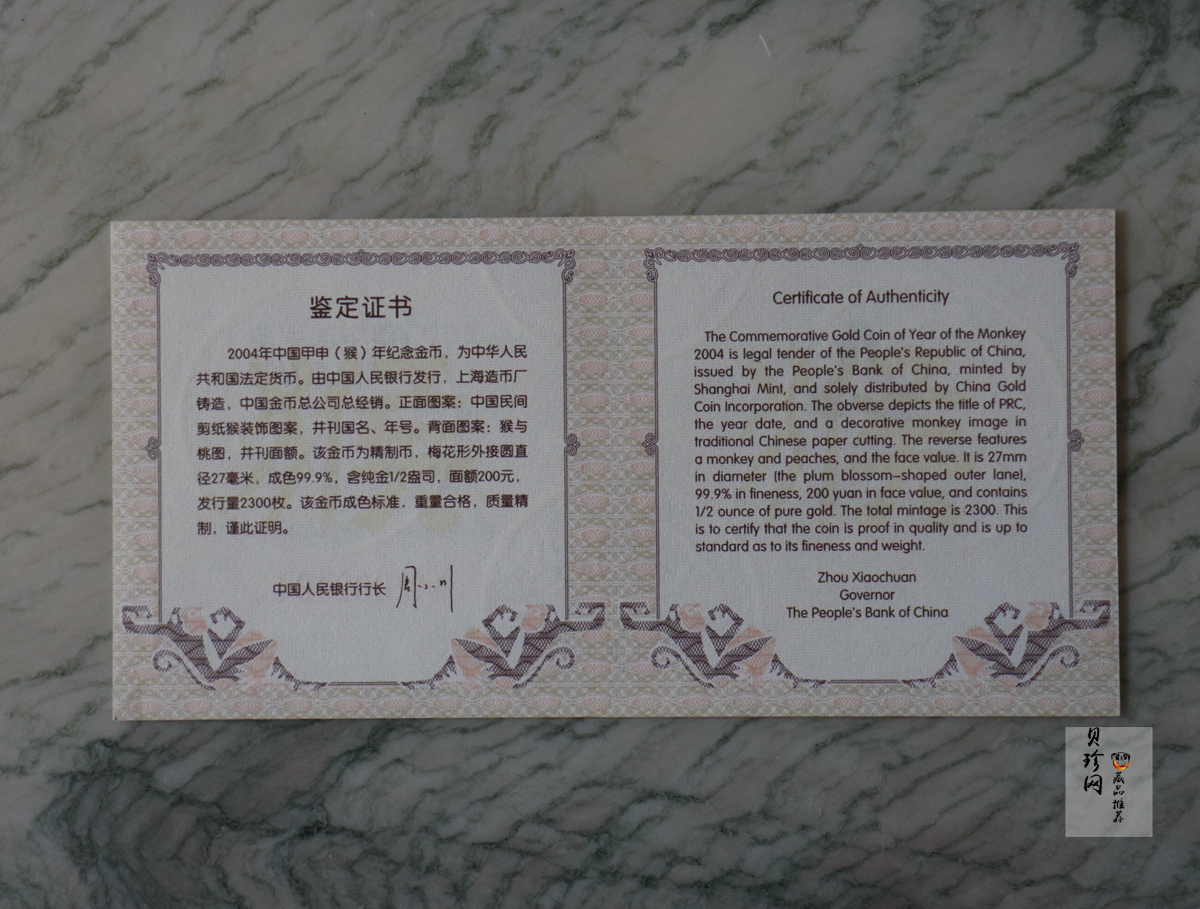 鉴定证书
2004年中国甲申（猴）年纪念金币，为中华人民
共和国法定货币。由中国人民银行发行，上海造币厂
铸造，中国金币总公司总经销。正面图案：中国民间
剪纸猴装饰图案，并刊国名、年号。背面图案：猴与
桃图，并刊面额。该金币为精制币，梅花形外接圆直
径27毫米，成色99.9%，含纯金1/2盎司，面额200元，
发行量2300枚。该金币成色标准，重量合格，质量精
制，谨此证明。
中国人民银行行长 周小川
Certificate of Authenticity
The Commemorative Gold Coin of Year of the Monkey
2004 is legal tender of the People's Republic of China,
issued by the People's Bank of China, minted by
Shanghai Mint, and solely distributed by China Gold
Coin Incorporation. The obverse depicts the title of PRC,
the year date, and a decorative monkey image in
traditional Chinese paper cutting. The reverse features
a monkey and peaches, and the face value. It is 27mm
in diameter (the plum blossom-shaped outer lane),
99.9% in fineness, 200 yuan in face value, and contains
1/2 ounce of pure gold. The total mintage is 2300. This
is to certify that the coin is proof in quality and is up to
standard as to its fineness and weight.
Zhou Xiaochuan
Governor
The People's Bank of China
贝珍网
藏品推荐